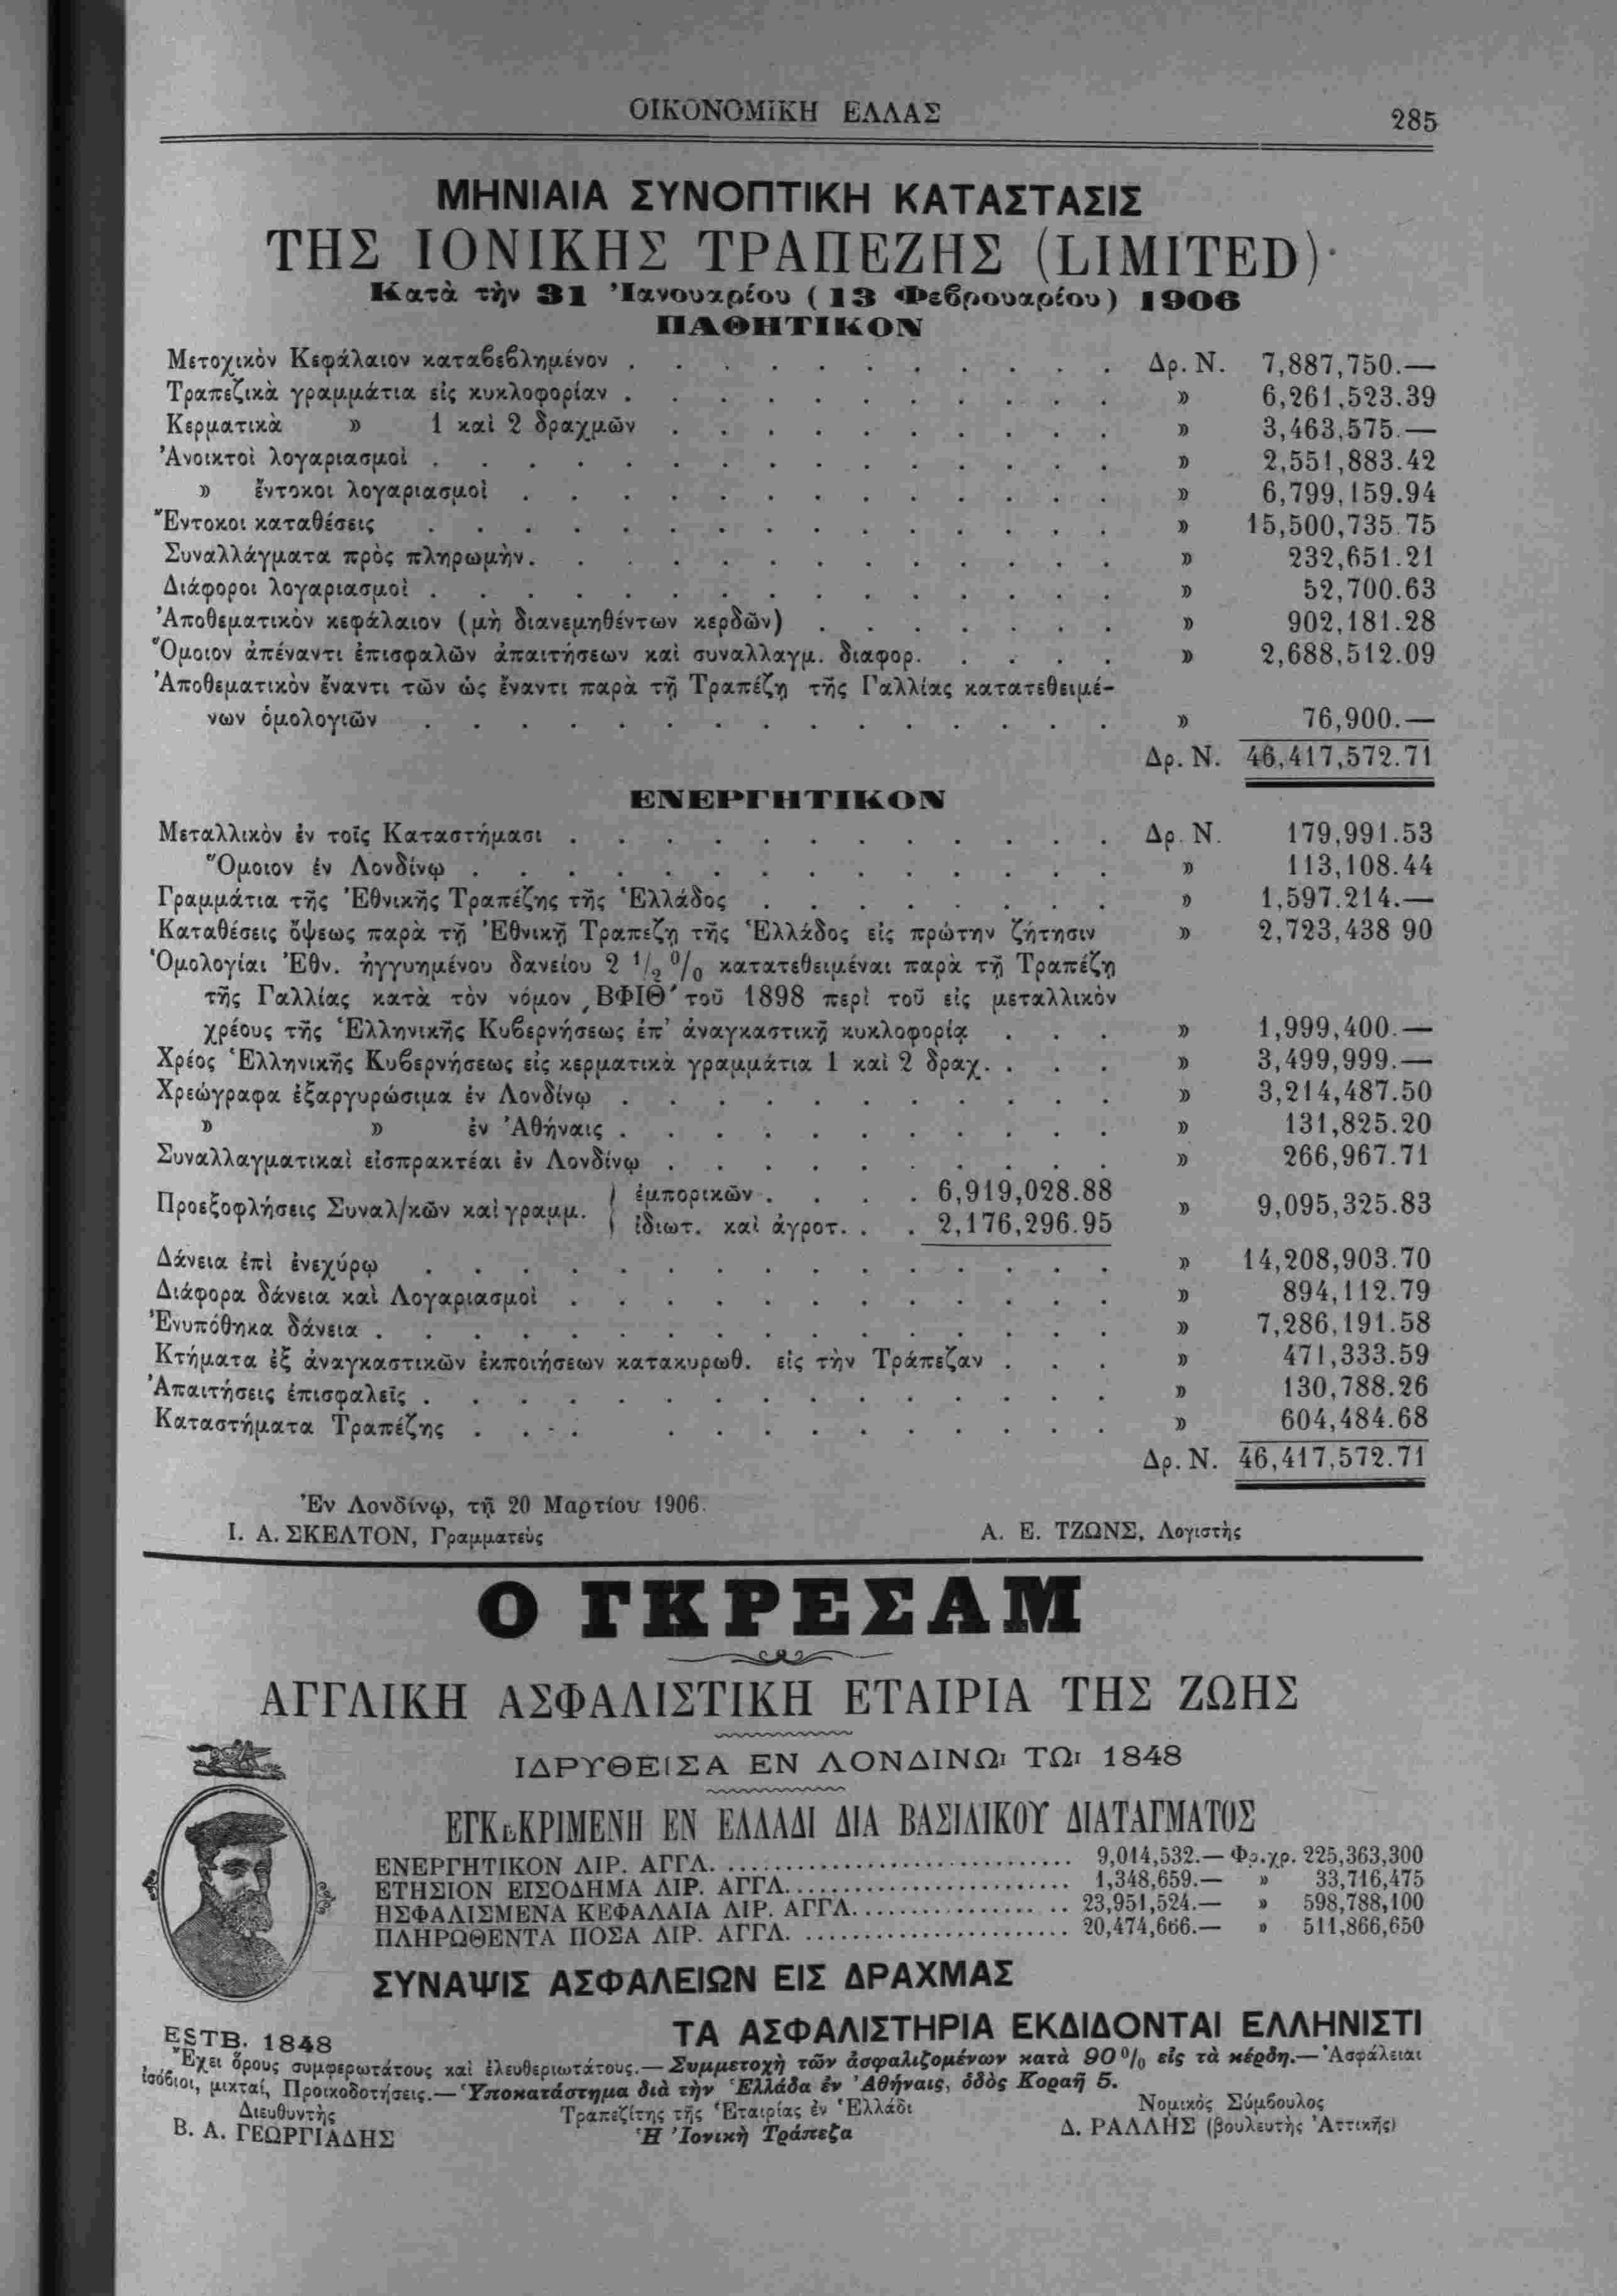 ΟΙΚΟΝΟΜΙΚΗ ΕΛΛΑΣ 285
ΜΗΝΙΑΙΑ ΣΥΝΟΠΤΙΚΗ ΚΑΤΑΣΤΑΣΙΣ
ΤΗΣ ΙΟΝΙΚΗΣ ΤΡΑΠΕΖΗΣ (LIMITED)
Κατὰ τὴν 31 Ἰανουαρίου (13 Φεβρουαρίου) 1906
ΠΑΘΗΤΙΚΟΝ
Μετοχικὸν Κεφάλαιον καταβεβλημένον . . . . . . . . . . . Δρ. Ν. 7,887,750.—
Τραπεζικὰ γραμμάτια εἰς κυκλοφορίαν . . . . . . . . . . . » 6,261,523.39
Κερματικὰ » 1 καὶ 2 δραχμῶν . . . . . . . . . . » 3,463,575.—
Ἀνοικτοὶ λογαριασμοὶ . . . . . . . . . . . . . . . » 2,551,883.42
» ἔντοκοι λογαριασμοὶ . . . . . . . . . . . . . » 6,799,159.94
Ἔντοκοι καταθέσεις . . . . . . . . . . . . . . . » 15,500,735.75
Συναλλάγματα πρὸς πληρωμὴν. . . . . . . . . . . . . » 232,651.21
Διάφοροι λογαριασμοὶ . . . . . . . . . . . . . . . » 52,700.63
Ἀποθεματικὸν κεφάλαιον (μὴ διανεμηθέντων κερδῶν) . . . . . . . » 902,181.28
Ὅμοιον ἀπέναντι ἐπισφαλῶν ἀπαιτήσεων καὶ συναλλαγμ. διαφορ. . . . . » 2,688,512.09
Ἀποθεματικὸν ἔναντι τῶν ὡς ἔναντι παρὰ τῇ Τραπέζῃ τῆς Γαλλίας κατατεθειμέ-
νων ὁμολογιῶν . . . . . . . . . . . . . . . » 76,900.—
Δρ. Ν. 46,417,572.71
ΕΝΕΡΓΗΤΙΚΟΝ
Μεταλλικὸν ἐν τοῖς Καταστήμασι . . . . . . . . . . . . Δρ. Ν. 179,991.53
Ὅμοιον ἐν Λονδίνῳ . . . . . . . . . . . . . . » 113,108.44
Γραμμάτια τῆς Ἐθνικῆς Τραπέζης τῆς Ἑλλάδος . . . . . . . . » 1,597.214.—
Καταθέσεις ὄψεως παρὰ τῇ Ἐθνικῇ Τραπέζῃ τῆς Ἑλλάδος εἰς πρώτην ζήτησιν » 2,723,438 90
Ὁμολογίαι Ἐθν. ἠγγυημένου δανείου 2 1/2 0/0 κατατεθειμέναι παρὰ τῇ Τραπέζῃ
τῆς Γαλλίας κατὰ τὸν νόμον ͵ΒΦΙΘʹ τοῦ 1898 περὶ τοῦ εἰς μεταλλικὸν
χρέους τῆς Ἑλληνικῆς Κυβερνήσεως ἐπ' ἀναγκαστικῇ κυκλοφορίᾳ . . . » 1,999,400.—
Χρέος Ἑλληνικῆς Κυβερνήσεως εἰς κερματικὰ γραμμάτια 1 καὶ 2 δραχ. . . . » 3,499,999.—
Χρεώγραφα ἐξαργυρώσιμα ἐν Λονδίνῳ . . . . . . . . . . . » 3,214,487.50
» » ἐν Ἀθήναις . . . . . . . . . . . » 131,825.20
Συναλλαγματικαὶ εἰσπρακτέαι ἐν Λονδίνῳ . . . . . . . . . . » 266,967.71
Προεξοφλήσεις Συναλ/κῶν καὶ γραμμ. ἐμπορικῶν . . . . 6,919,028.88
ἰδιωτ. καὶ ἀγροτ. . . 2,176,296.95 » 9,095,325.83
Δάνεια ἐπὶ ἐνεχύρῳ . . . . . . . . . . . . . . . » 14,208,903.70
Διάφορα δάνεια καὶ Λογαριασμοὶ . . . . . . . . . . . . » 894,112.79
Ἐνυπόθηκα δάνεια . . . . . . . . . . . . . . . . » 7,286,191.58
Κτήματα ἐξ ἀναγκαστικῶν ἐκποιήσεων κατακυρωθ. εἰς τὴν Τράπεζαν . . . » 471,333.59
Ἀπαιτήσεις ἐπισφαλεῖς . . . . . . . . . . . . . . . » 130,788.26
Καταστήματα Τραπέζης . . . . . . . . . . . . . » 604,484.68
Δρ. Ν. 46,417,572.71
Ἐν Λονδίνῳ, τῇ 20 Μαρτίου 1906.
Ι. Α. ΣΚΕΛΤΟΝ, Γραμματεὺς Α. Ε. ΤΖΩΝΣ, Λογιστὴς
Ο ΓΚΡΕΣΑΜ
ΑΓΓΛΙΚΗ ΑΣΦΑΛΙΣΤΙΚΗ ΕΤΑΙΡΙΑ ΤΗΣ ΖΩΗΣ
ΙΔΡΥΘΕΙΣΑ ΕΝ ΛΟΝΔΙΝΩι ΤΩι 1848
ΕΓΚεΚΡΙΜΕΝΗ ΕΝ ΕΛΛΑΔΙ ΔΙΑ ΒΑΣΙΛΙΚΟΥ ΔΙΑΤΑΓΜΑΤΟΣ
ΕΝΕΡΓΗΤΙΚΟΝ ΛΙΡ. ΑΓΓΛ. .......... 9,014,532.— Φρ.χρ. 225,363,300
ΕΤΗΣΙΟΝ ΕΙΣΟΔΗΜΑ ΛΙΡ. ΑΓΓΛ. .......... 1,348,659.— » 33,716,475
ΗΣΦΑΛΙΣΜΕΝΑ ΚΕΦΑΛΑΙΑ ΛΙΡ. ΑΓΓΛ. .......... 23,951,524.— » 598,788,100
ΠΛΗΡΩΘΕΝΤΑ ΠΟΣΑ ΛΙΡ. ΑΓΓΛ. .......... 20,474,666.— » 511,866,650
ΣΥΝΑΨΙΣ ΑΣΦΑΛΕΙΩΝ ΕΙΣ ΔΡΑΧΜΑΣ
ΤΑ ΑΣΦΑΛΙΣΤΗΡΙΑ ΕΚΔΙΔΟΝΤΑΙ ΕΛΛΗΝΙΣΤΙ
ESTB. 1848
Ἔχει ὅρους συμφερωτάτους καὶ ἐλευθεριωτάτους.— Συμμετοχὴ τῶν ἀσφαλιζομένων κατὰ 90 0/0 εἰς τὰ κέρδη.— Ἀσφάλειαι
ἰσόβιοι, μικταί, Προικοδοτήσεις.— Ὑποκατάστημα διὰ τὴν Ἑλλάδα ἐν Ἀθήναις, ὁδὸς Κοραῆ 5.
Διευθυντὴς Τραπεζίτης τῆς Ἑταιρίας ἐν Ἑλλάδι Νομικὸς Σύμβουλος
Β. Α. ΓΕΩΡΓΙΑΔΗΣ Ἡ Ἰονικὴ Τράπεζα Δ. ΡΑΛΛΗΣ (βουλευτὴς Ἀττικῆς)